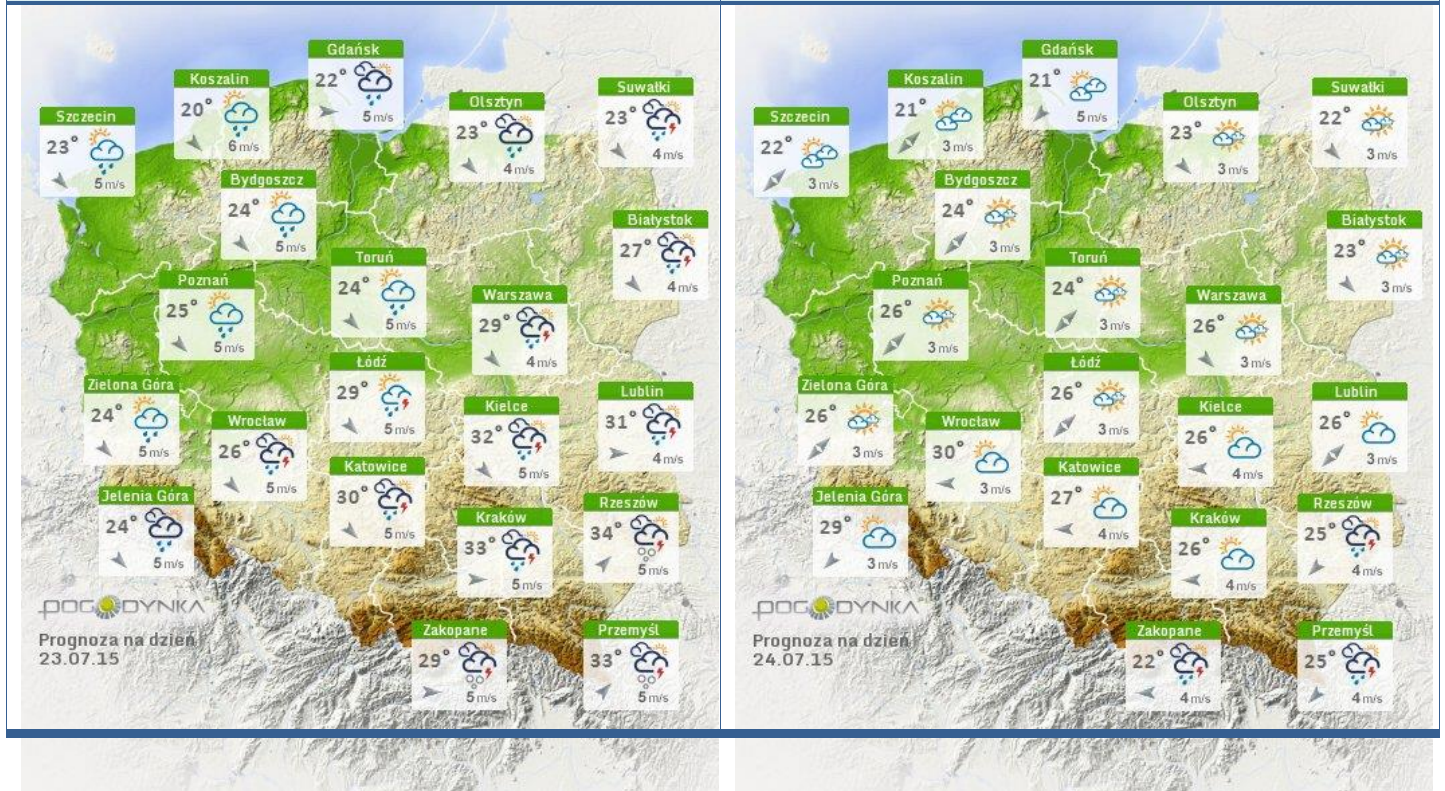 Gdańsk
22°
5 m/s
Koszalin
20°
6 m/s
Suwałki
23°
4 m/s
Olsztyn
23°
4 m/s
Szczecin
23°
5 m/s
Bydgoszcz
24°
5 m/s
Białystok
27°
4 m/s
Toruń
24°
5 m/s
Poznań
25°
5 m/s
Warszawa
29°
4 m/s
Łódź
29°
5 m/s
Zielona Góra
24°
5 m/s
Lublin
31°
4 m/s
Kielce
32°
5 m/s
Wrocław
26°
5 m/s
Katowice
30°
5 m/s
Jelenia Góra
24°
5 m/s
Rzeszów
34°
5 m/s
Kraków
33°
5 m/s
POGODYNKA
Prognoza na dzień
23.07.15
Zakopane
29°
5 m/s
Przemyśl
33°
5 m/s
Gdańsk
21°
5 m/s
Koszalin
21°
3 m/s
Suwałki
22°
3 m/s
Olsztyn
23°
3 m/s
Szczecin
22°
3 m/s
Bydgoszcz
24°
3 m/s
Białystok
23°
3 m/s
Toruń
24°
3 m/s
Poznań
26°
3 m/s
Warszawa
26°
3 m/s
Łódź
26°
3 m/s
Zielona Góra
26°
3 m/s
Lublin
26°
3 m/s
Kielce
26°
4 m/s
Wrocław
30°
3 m/s
Katowice
27°
4 m/s
Jelenia Góra
29°
3 m/s
Rzeszów
25°
4 m/s
Kraków
26°
4 m/s
POGODYNKA
Prognoza na dzień
24.07.15
Zakopane
22°
4 m/s
Przemyśl
25°
4 m/s